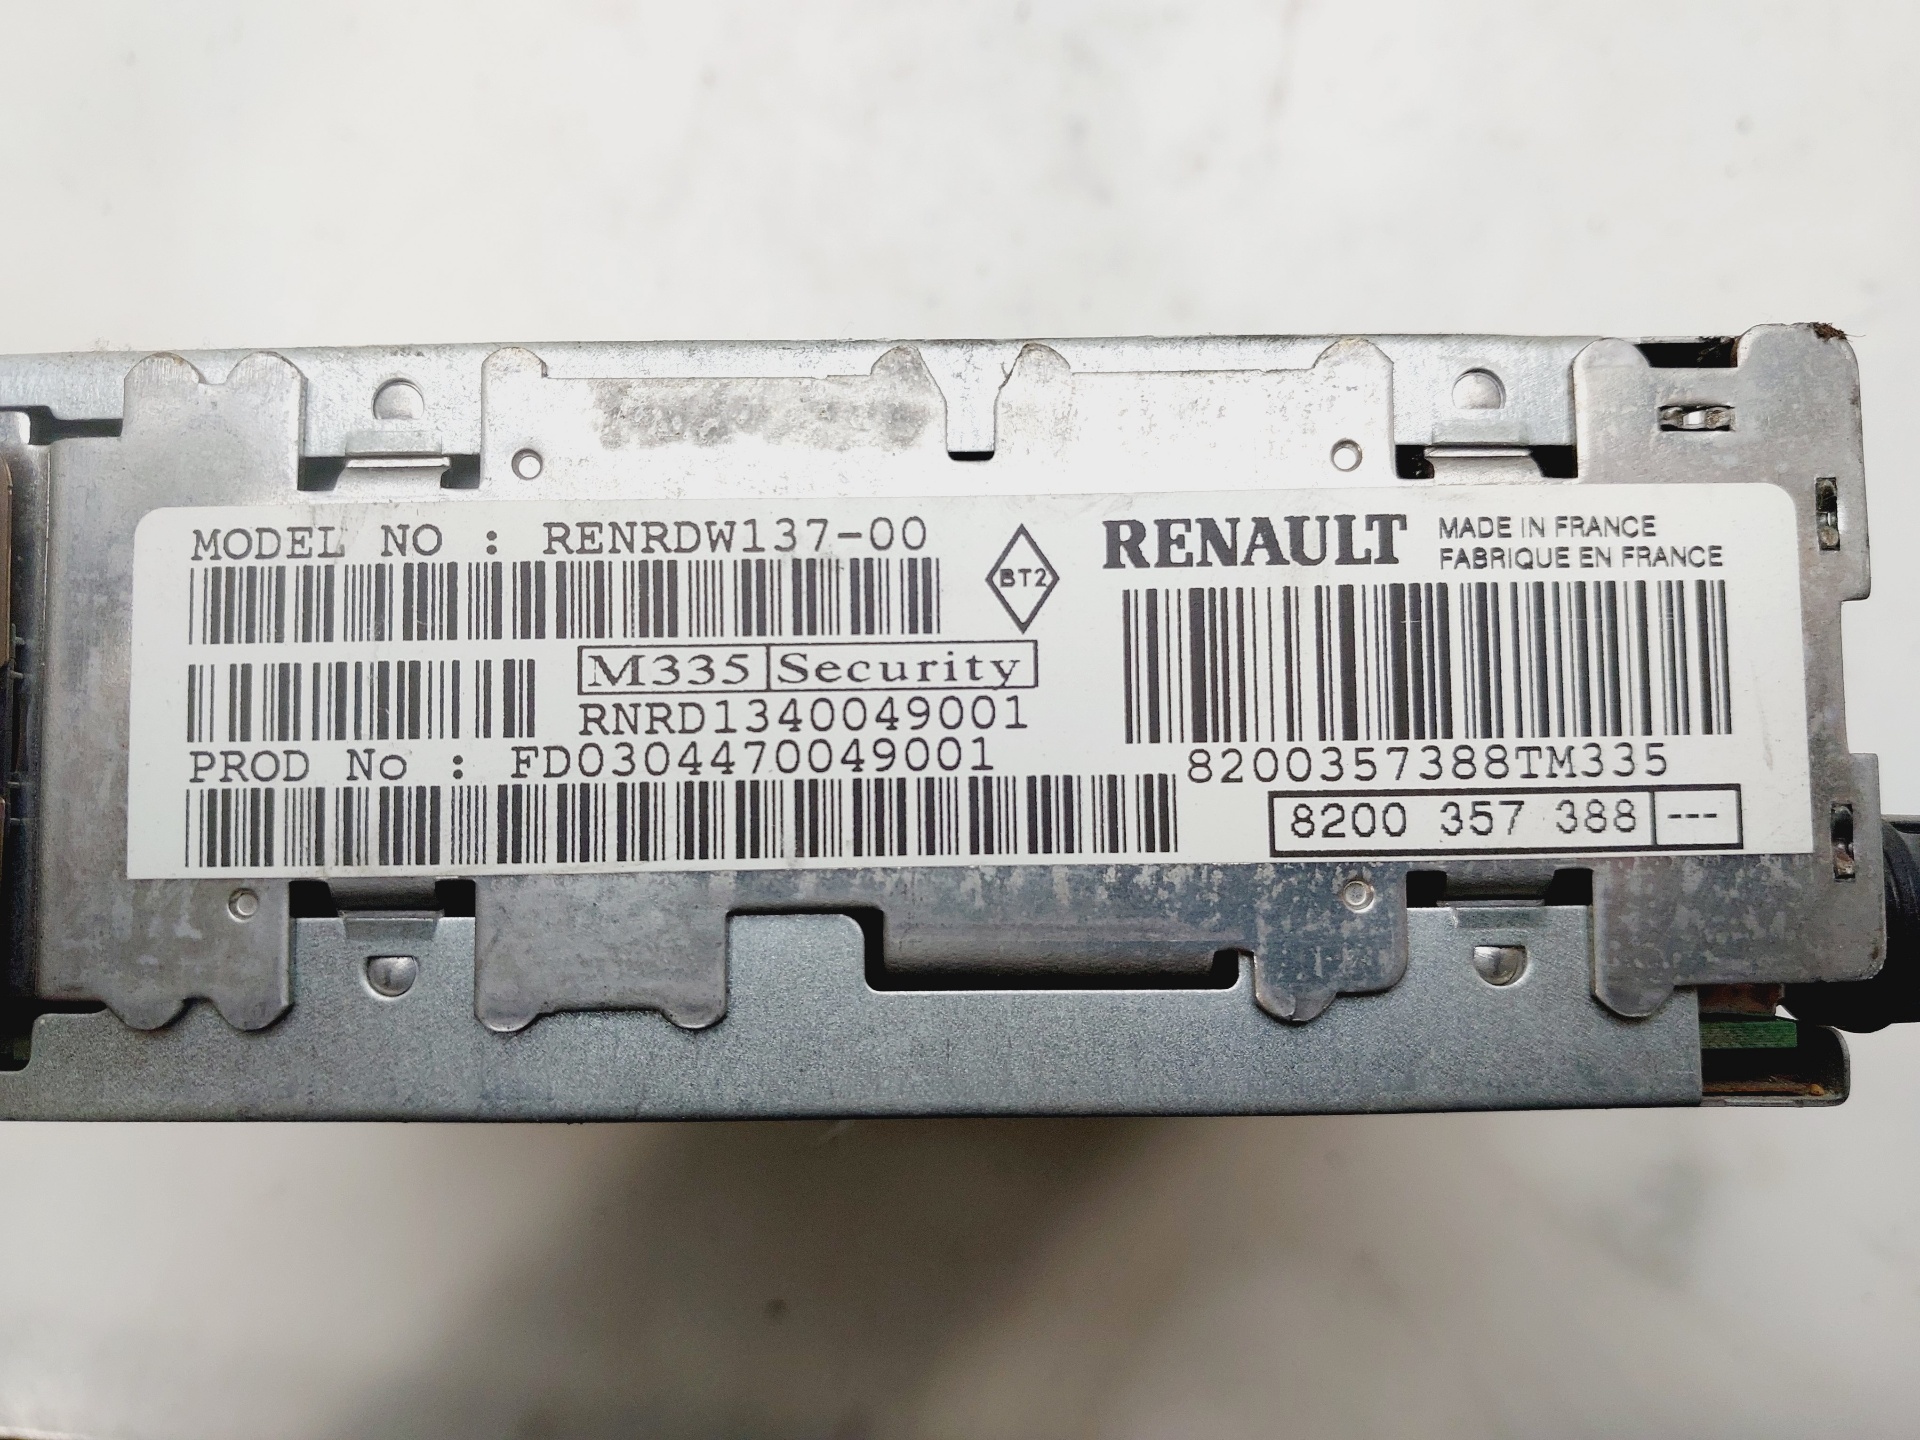 MODEL NO : RENRDW137-00
BT2
RENAULT
MADE IN FRANCE
FABRIQUE EN FRANCE
M335 Security
RNRD1340049001
PROD No : FD0304470049001
8200357388TM335
8200 357 388 ---